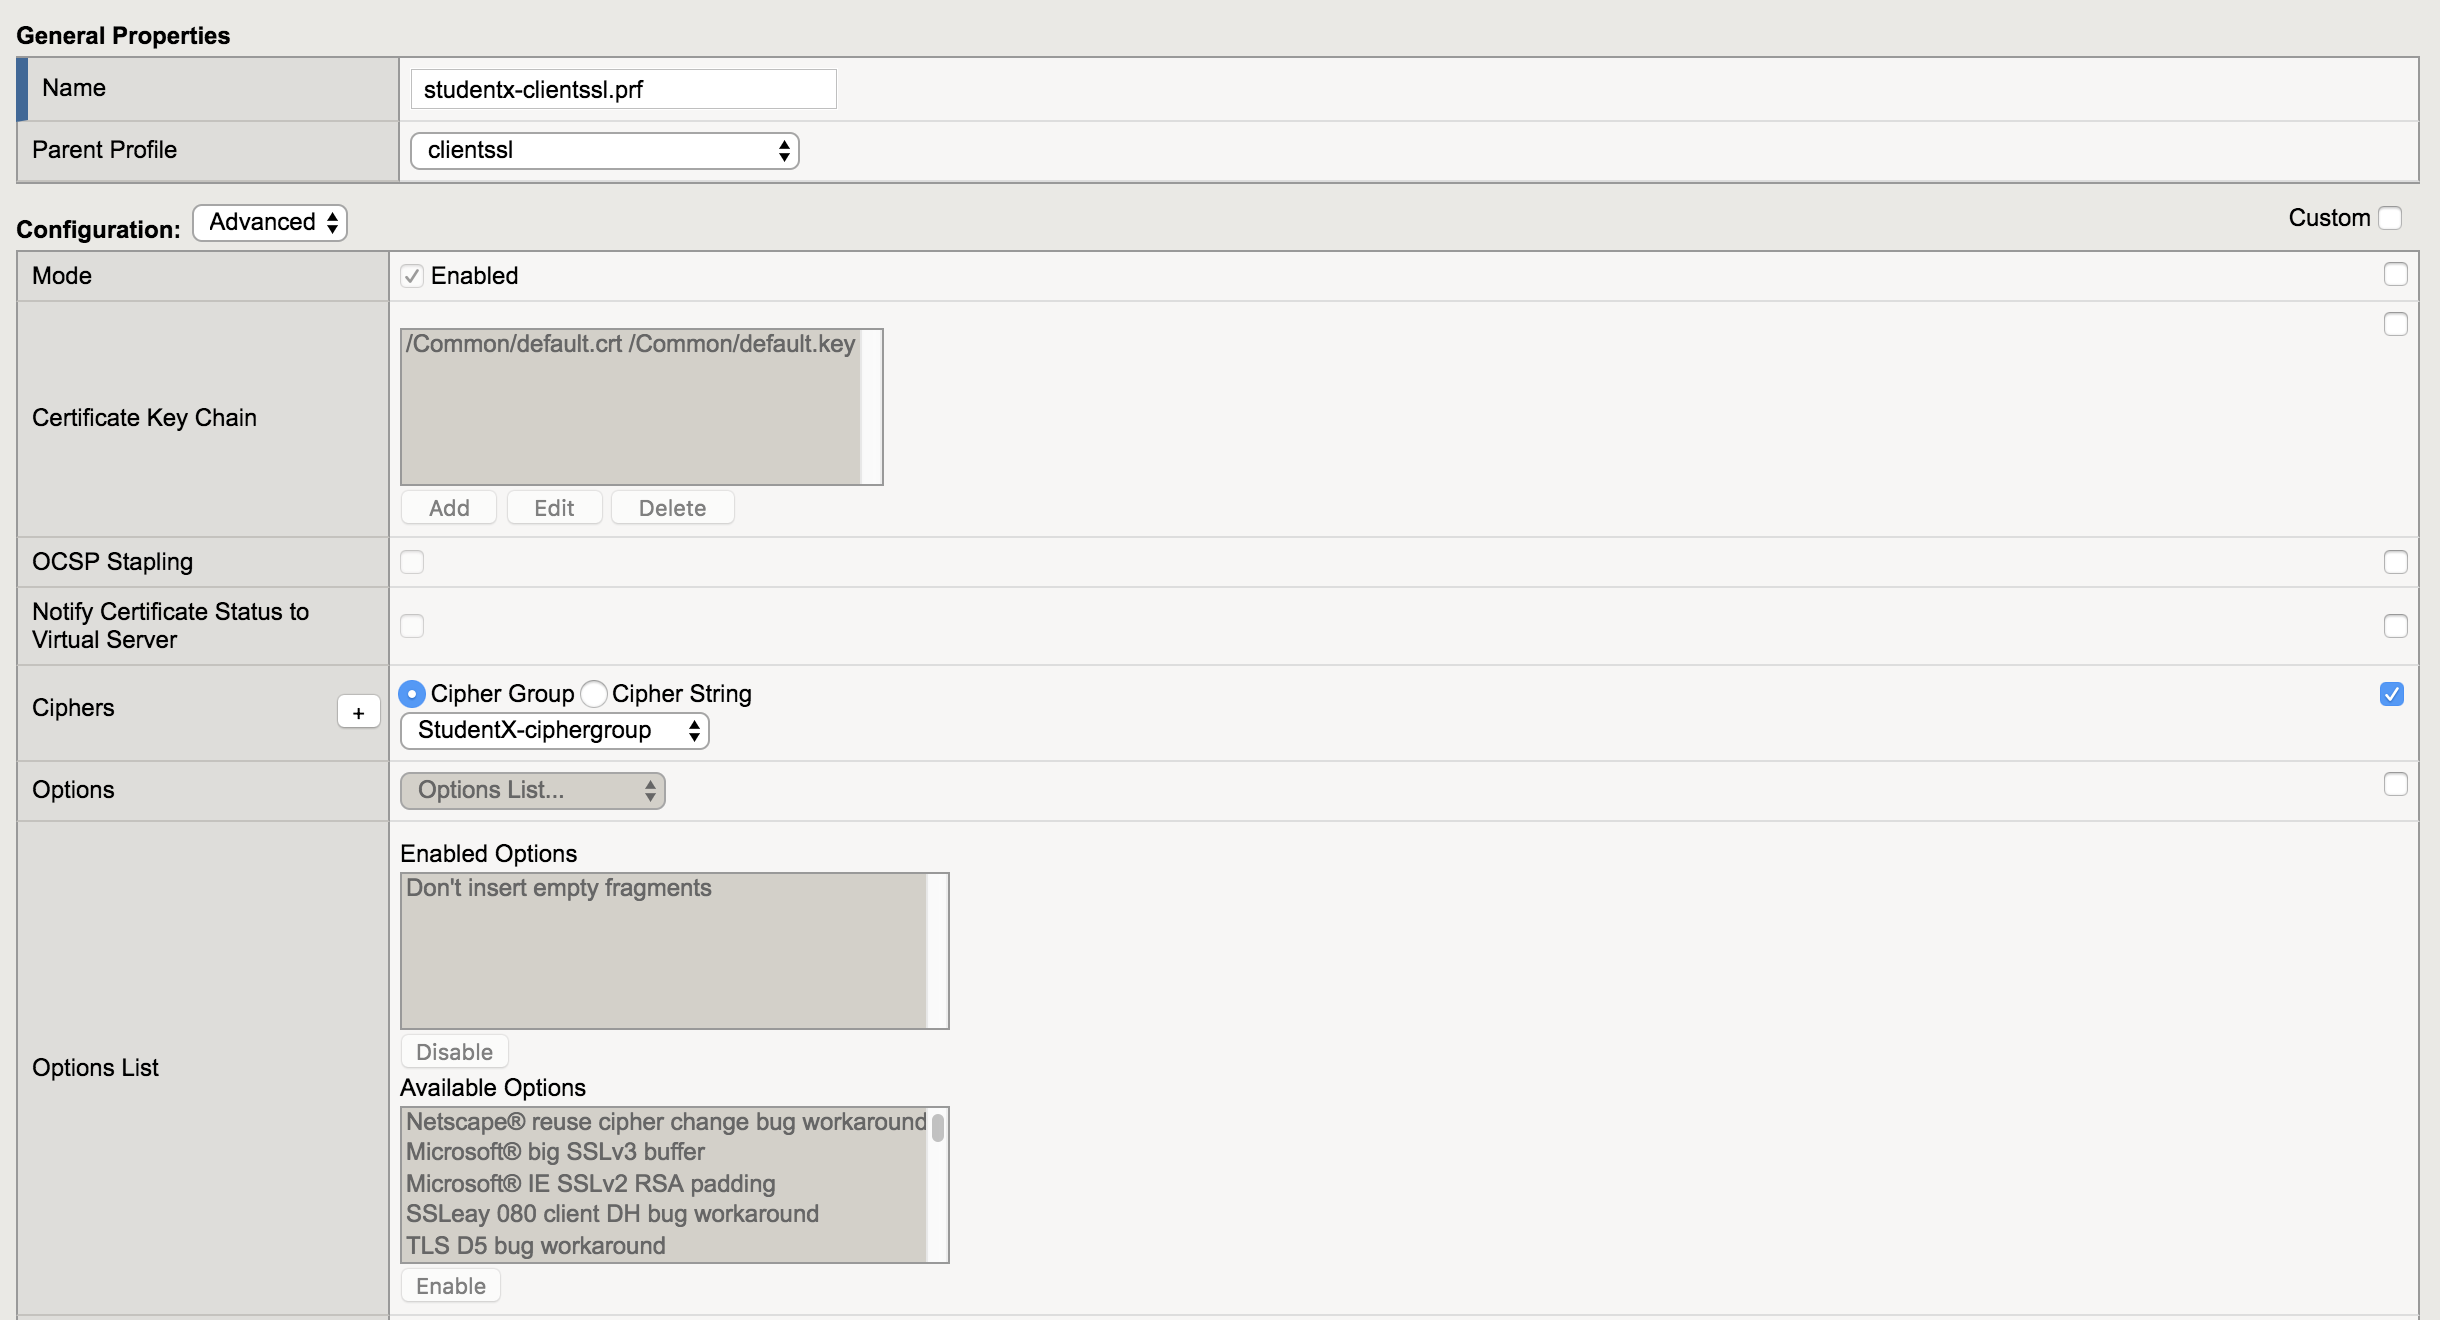 General Properties
Name
studentx-clientssl.prf
Parent Profile
clientssl
Configuration: Advanced
Custom
Mode
Enabled
Certificate Key Chain
/Common/default.crt /Common/default.key
Add Edit Delete
OCSP Stapling
Notify Certificate Status to
Virtual Server
Ciphers
+
Cipher Group Cipher String
StudentX-ciphergroup
Options
Options List...
Options List
Enabled Options
Don't insert empty fragments
Disable
Available Options
Netscape® reuse cipher change bug workaround
Microsoft® big SSLv3 buffer
Microsoft® IE SSLv2 RSA padding
SSLeay 080 client DH bug workaround
TLS D5 bug workaround
Enable